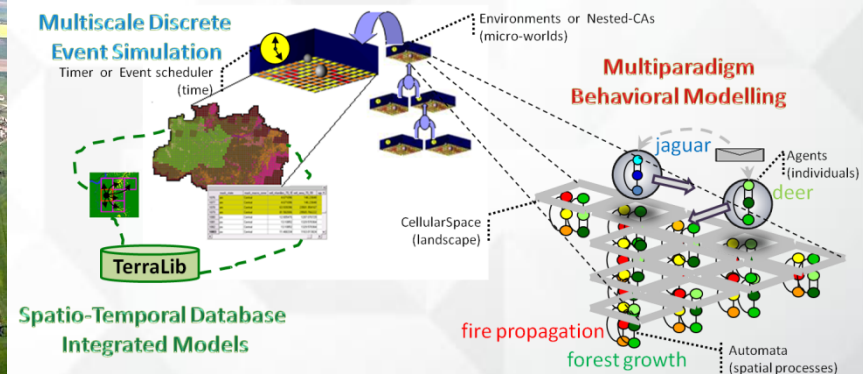 Multiscale Discrete
Event Simulation
Timer or Event scheduler
(time)
Environments or Nested-CAs
(micro-worlds)
Multiparadigm
Behavioral Modelling
jaguar
Agents
(individuals)
deer
CellularSpace
(landscape)
TerraLib
Spatio-Temporal Database
Integrated Models
fire propagation
forest growth
Automata
(spatial processes)